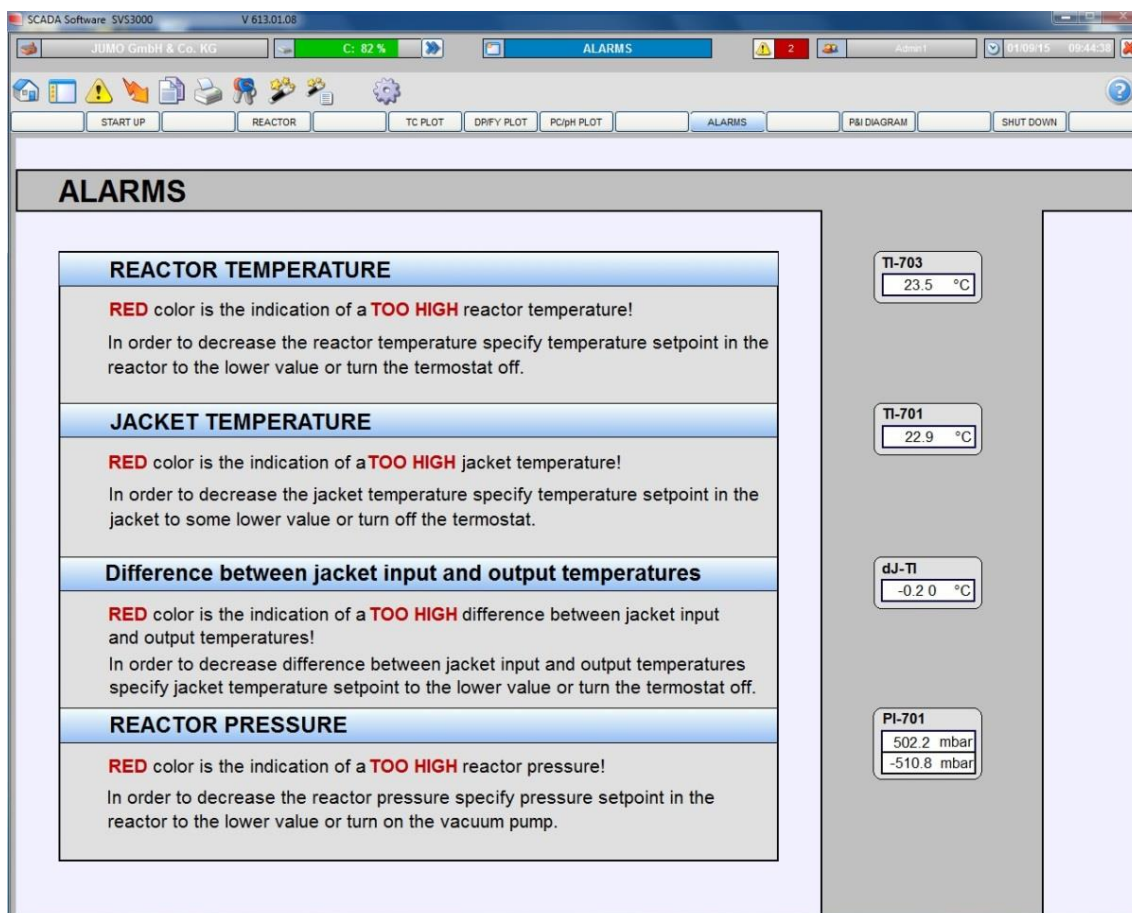 SCADA Software SVS3000 V 613.01.08
JUMO GmbH & Co. KG C: 82 % ALARMS 2 Admin1 01/09/15 09:44:38
START UP REACTOR TC PLOT DP/FY PLOT PC/pH PLOT ALARMS P&I DIAGRAM SHUT DOWN
ALARMS
REACTOR TEMPERATURE
RED color is the indication of a TOO HIGH reactor temperature!
In order to decrease the reactor temperature specify temperature setpoint in the
reactor to the lower value or turn the termostat off.
TI-703
23.5 °C
JACKET TEMPERATURE
RED color is the indication of a TOO HIGH jacket temperature!
In order to decrease the jacket temperature specify temperature setpoint in the
jacket to some lower value or turn off the termostat.
TI-701
22.9 °C
Difference between jacket input and output temperatures
RED color is the indication of a TOO HIGH difference between jacket input
and output temperatures!
In order to decrease difference between jacket input and output temperatures
specify jacket temperature setpoint to the lower value or turn the termostat off.
dJ-TI
-0.2 0 °C
REACTOR PRESSURE
RED color is the indication of a TOO HIGH reactor pressure!
In order to decrease the reactor pressure specify pressure setpoint in the
reactor to the lower value or turn on the vacuum pump.
PI-701
502.2 mbar
-510.8 mbar